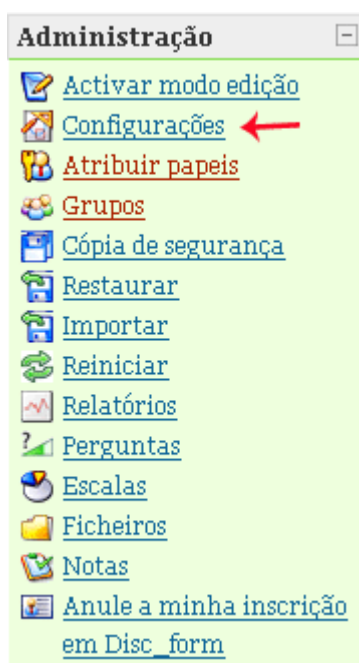 Administração
Activar modo edição
Configurações
Atribuir papeis
Grupos
Cópia de segurança
Restaurar
Importar
Reiniciar
Relatórios
Perguntas
Escalas
Ficheiros
Notas
Anule a minha inscrição
em Disc_form